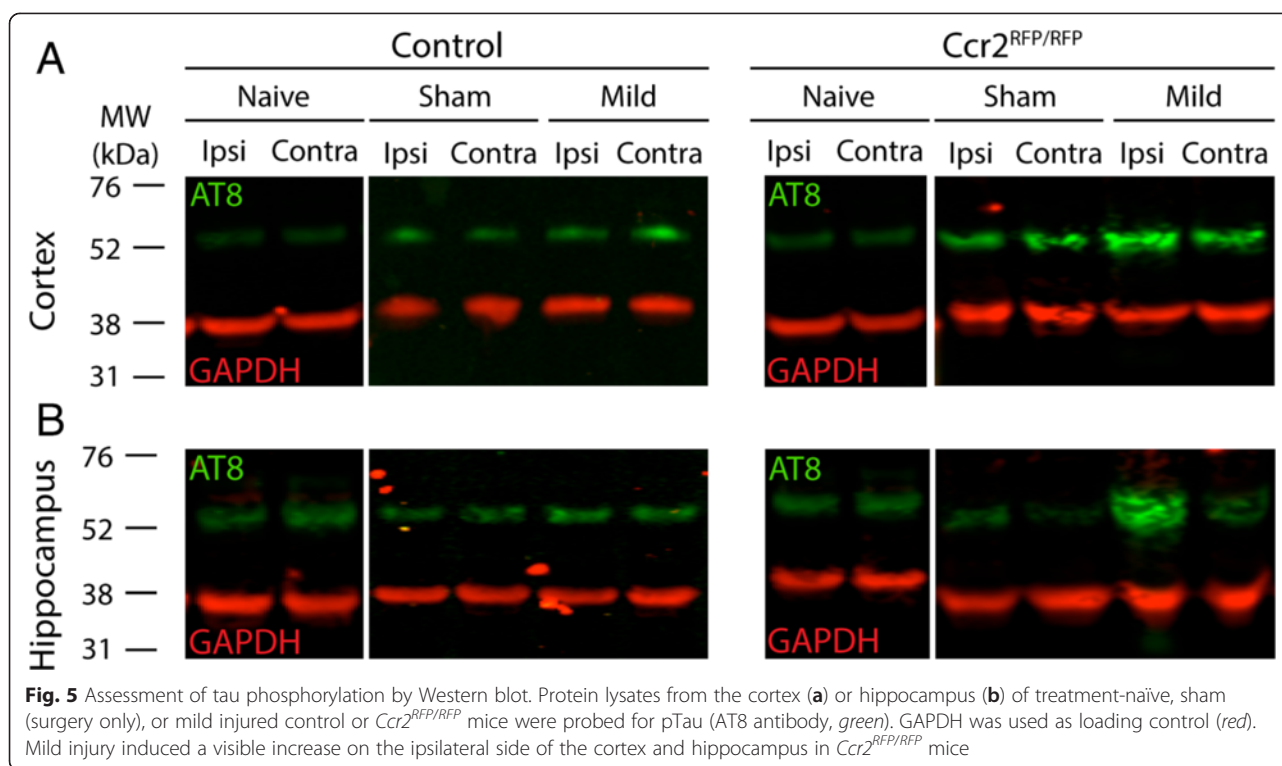 A
Control
Ccr2RFP/RFP
Naive Sham Mild Naive Sham Mild
MW
(kDa)
Ipsi Contra Ipsi Contra Ipsi Contra Ipsi Contra Ipsi Contra Ipsi Contra
76
AT8
AT8
Cortex
52
38
GAPDH
GAPDH
31
B
76
AT8
AT8
Hippocampus
52
38
GAPDH
GAPDH
31
Fig. 5 Assessment of tau phosphorylation by Western blot. Protein lysates from the cortex (a) or hippocampus (b) of treatment-naïve, sham
(surgery only), or mild injured control or Ccr2RFP/RFP mice were probed for pTau (AT8 antibody, green). GAPDH was used as loading control (red).
Mild injury induced a visible increase on the ipsilateral side of the cortex and hippocampus in Ccr2RFP/RFP mice